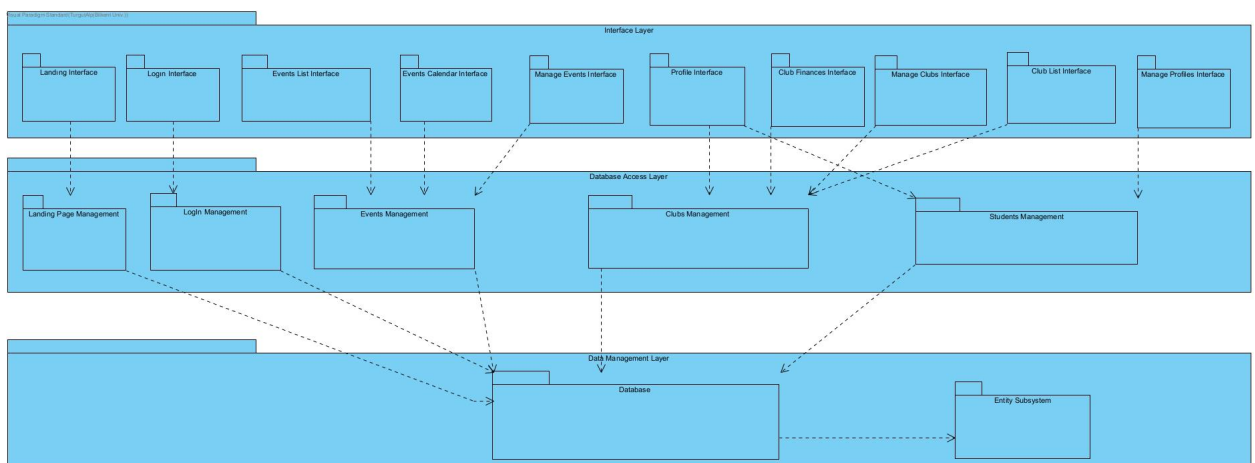 Interface Layer
Landing Interface
Login Interface
Events List Interface
Events Calendar Interface
Manage Events Interface
Profile Interface
Club Finances Interface
Manage Clubs Interface
Club List Interface
Manage Profiles Interface
Database Access Layer
Landing Page Management
LogIn Management
Events Management
Clubs Management
Students Management
Data Management Layer
Database
Entity Subsystem